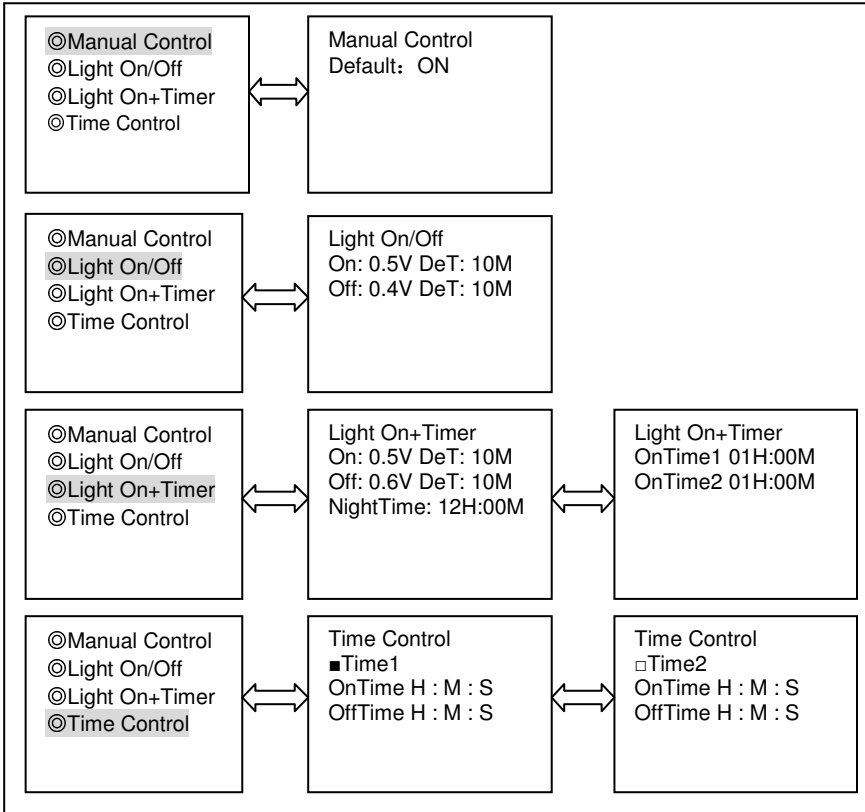 ◎Manual Control
◎Light On/Off
◎Light On+Timer
◎Time Control
Manual Control
Default：ON
◎Manual Control
◎Light On/Off
◎Light On+Timer
◎Time Control
Light On/Off
On: 0.5V DeT: 10M
Off: 0.4V DeT: 10M
◎Manual Control
◎Light On/Off
◎Light On+Timer
◎Time Control
Light On+Timer
On: 0.5V DeT: 10M
Off: 0.6V DeT: 10M
NightTime: 12H:00M
Light On+Timer
OnTime1 01H:00M
OnTime2 01H:00M
◎Manual Control
◎Light On/Off
◎Light On+Timer
◎Time Control
Time Control
■Time1
OnTime H : M : S
OffTime H : M : S
Time Control
□Time2
OnTime H : M : S
OffTime H : M : S